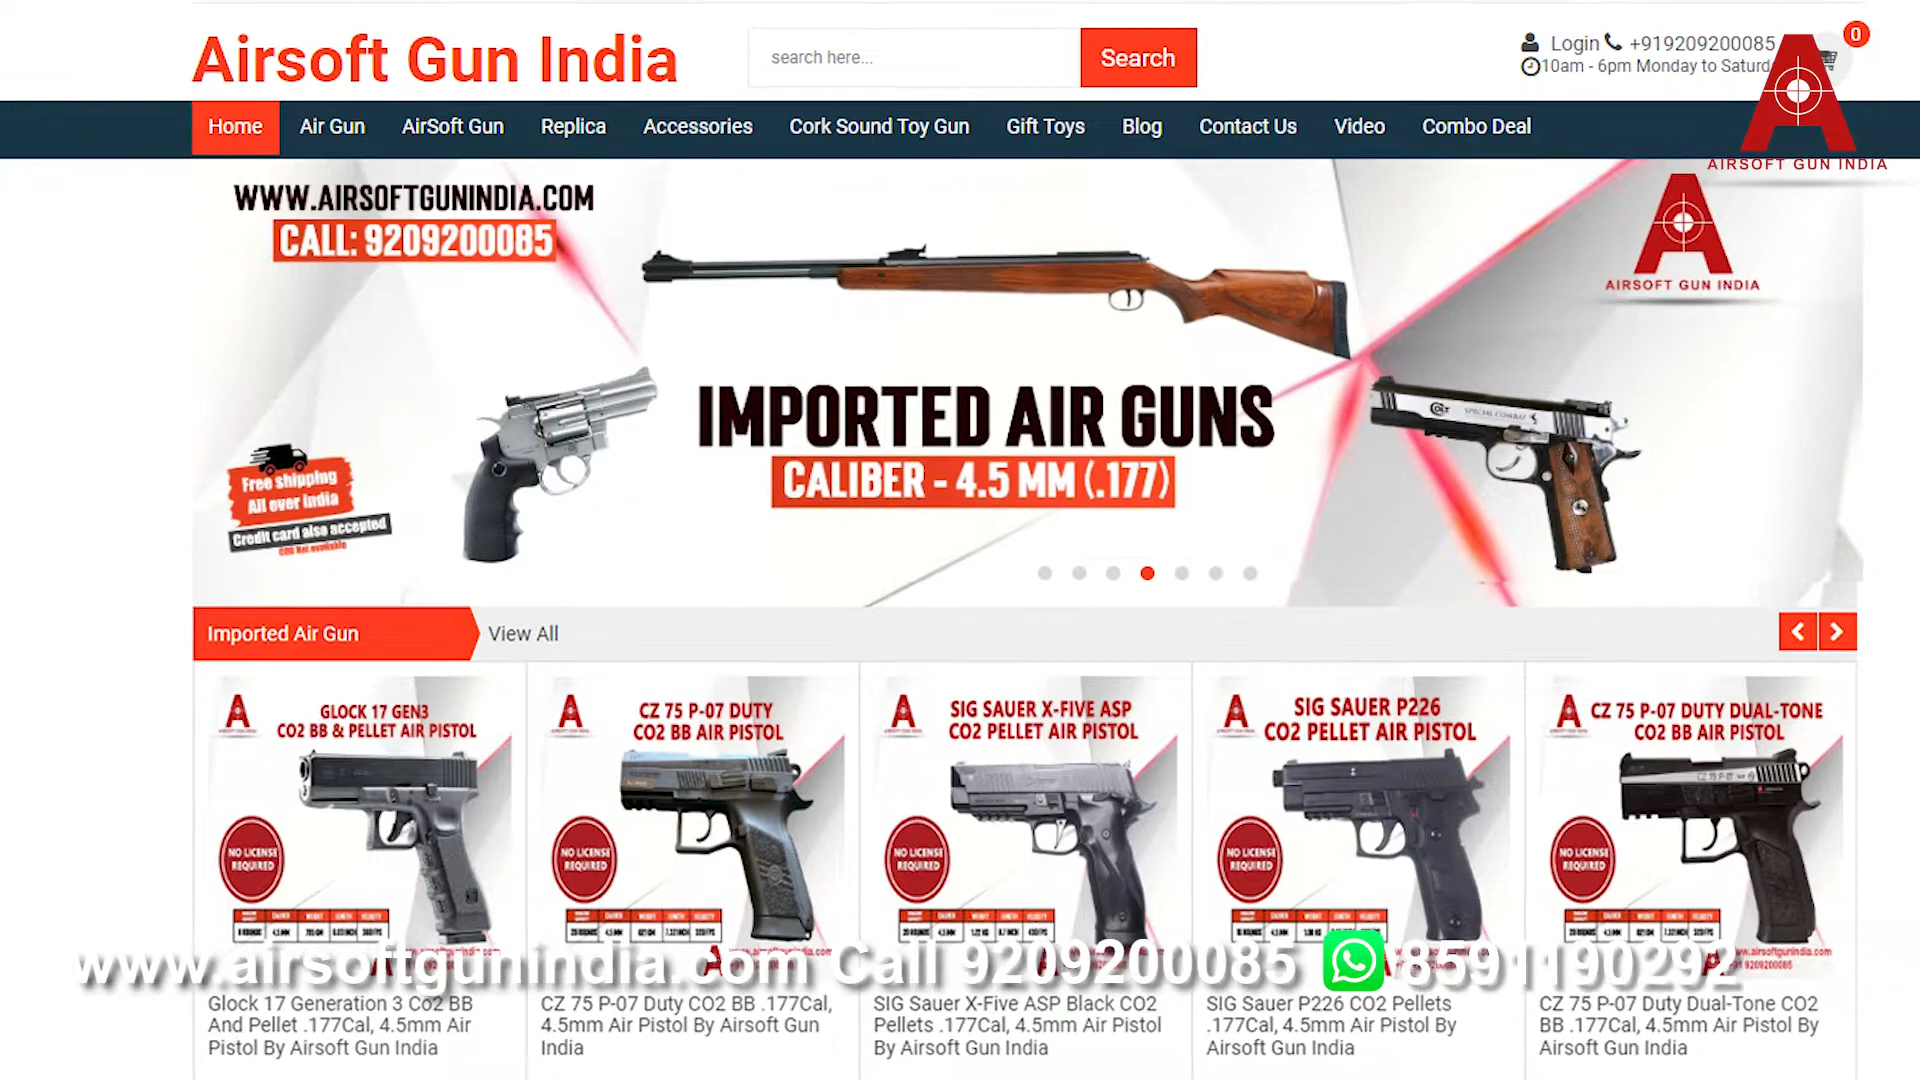 Airsoft Gun India
search here...
Search
Login +919209200085
0
10am - 6pm Monday to Saturd
Home Air Gun AirSoft Gun Replica Accessories Cork Sound Toy Gun Gift Toys Blog Contact Us Video Combo Deal
AIRSOFT GUN INDIA
WWW.AIRSOFTGUNINDIA.COM
CALL: 9209200085
AIRSOFT GUN INDIA
IMPORTED AIR GUNS
CALIBER - 4.5 MM (.177)
COLT SPECIAL COMBAT
Free shipping
All over india
Credit card also accepted
COD Not available
Imported Air Gun View All
GLOCK 17 GEN3
CO2 BB & PELLET AIR PISTOL
NO LICENSE
REQUIRED
CZ 75 P-07 DUTY
CO2 BB AIR PISTOL
NO LICENSE
REQUIRED
SIG SAUER X-FIVE ASP
CO2 PELLET AIR PISTOL
NO LICENSE
REQUIRED
SIG SAUER P226
CO2 PELLET AIR PISTOL
NO LICENSE
REQUIRED
CZ 75 P-07 DUTY DUAL-TONE
CO2 BB AIR PISTOL
NO LICENSE
REQUIRED
www.airsoftgunindia.com Call 9209200085 8591190292
Glock 17 Generation 3 Co2 BB
And Pellet .177Cal, 4.5mm Air
Pistol By Airsoft Gun India
CZ 75 P-07 Duty CO2 BB .177Cal,
4.5mm Air Pistol By Airsoft Gun
India
SIG Sauer X-Five ASP Black CO2
Pellets .177Cal, 4.5mm Air Pistol
By Airsoft Gun India
SIG Sauer P226 CO2 Pellets
.177Cal, 4.5mm Air Pistol By
Airsoft Gun India
CZ 75 P-07 Duty Dual-Tone CO2
BB .177Cal, 4.5mm Air Pistol By
Airsoft Gun India